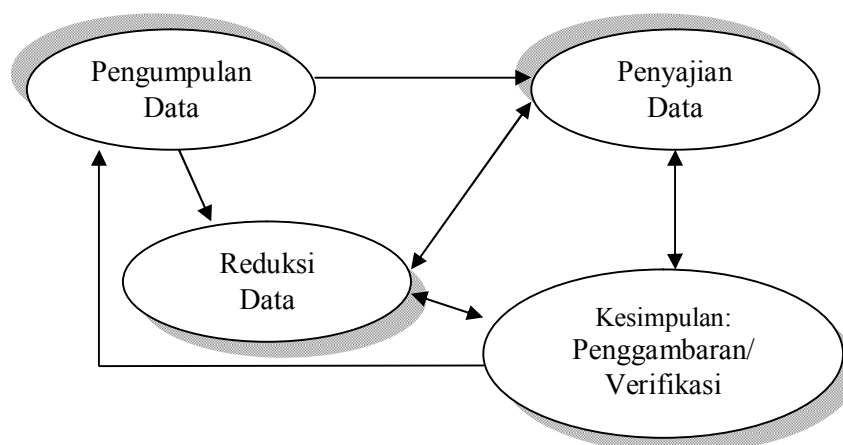 Pengumpulan
Data
Penyajian
Data
Reduksi
Data
Kesimpulan:
Penggambaran/
Verifikasi